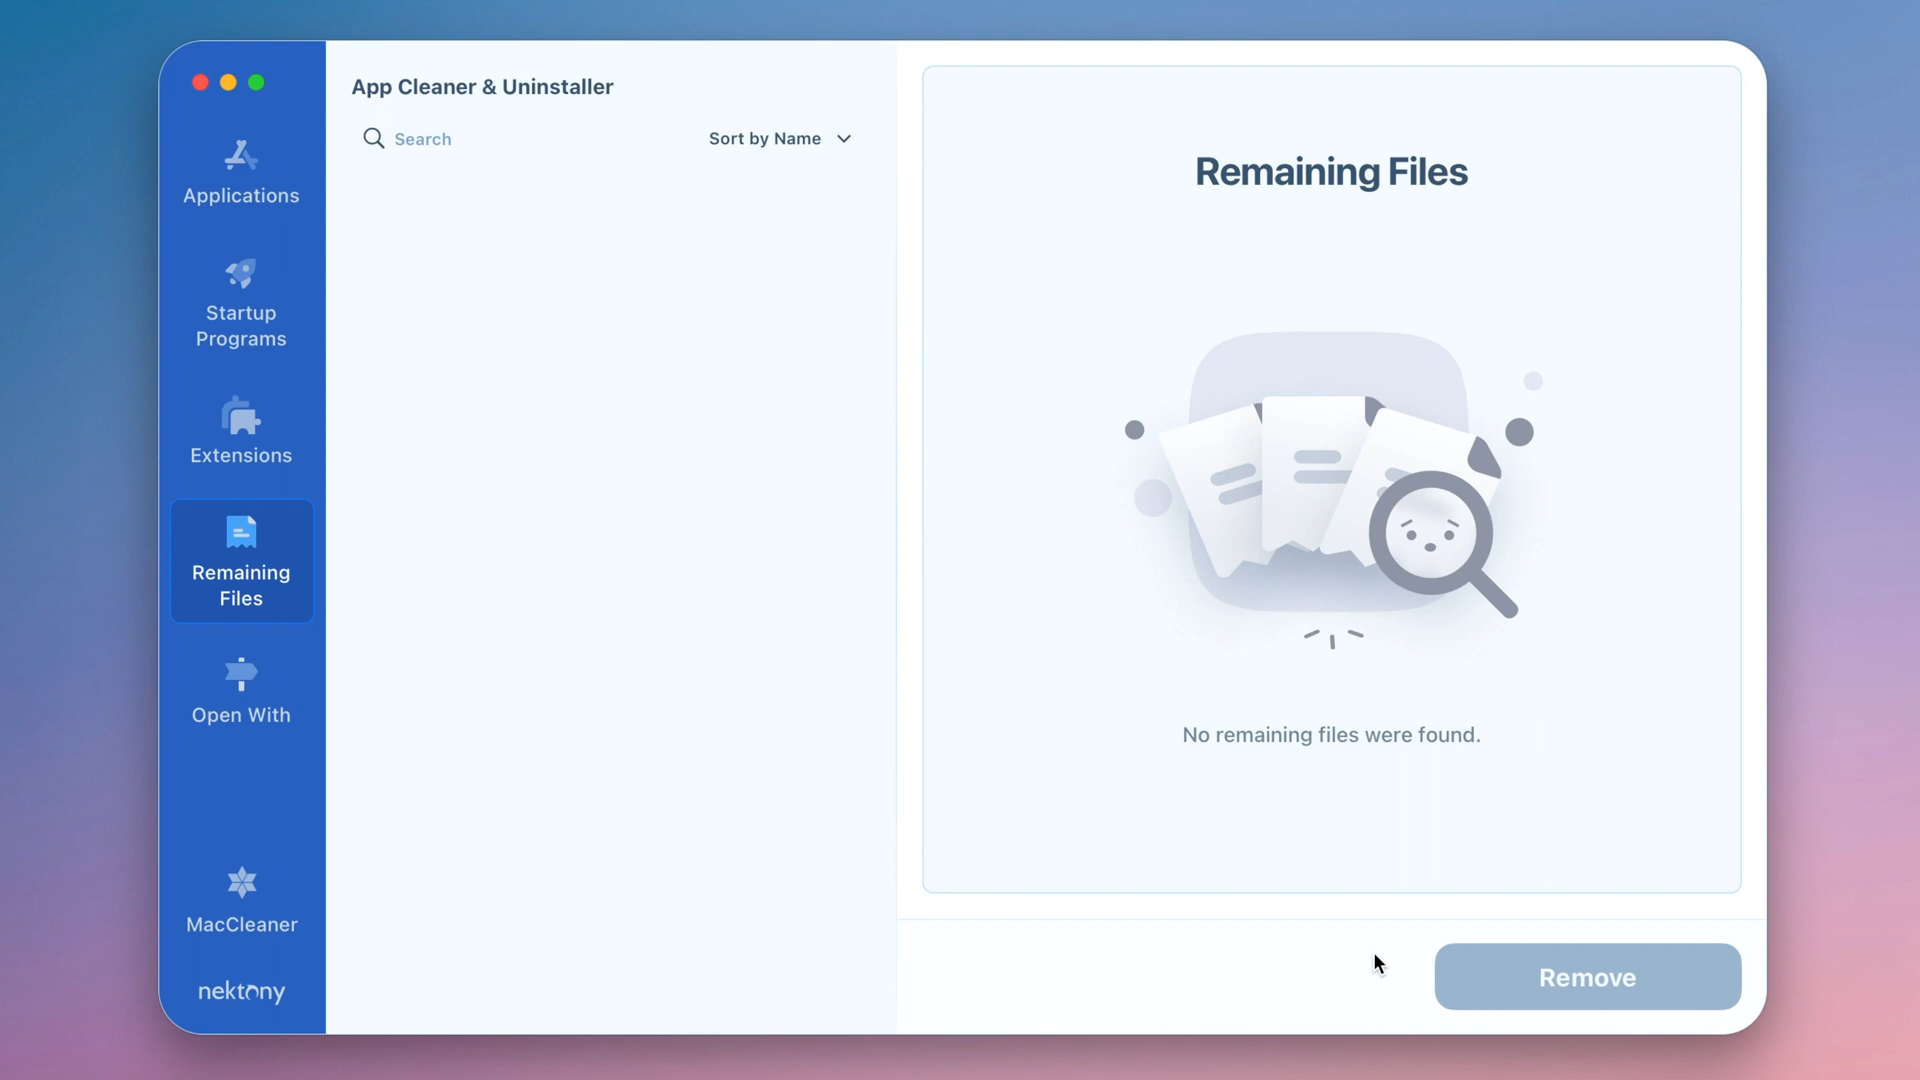 App Cleaner & Uninstaller
Search
Sort by Name
Applications
Startup
Programs
Extensions
Remaining
Files
Open With
MacCleaner
nektony
Remaining Files
No remaining files were found.
Remove